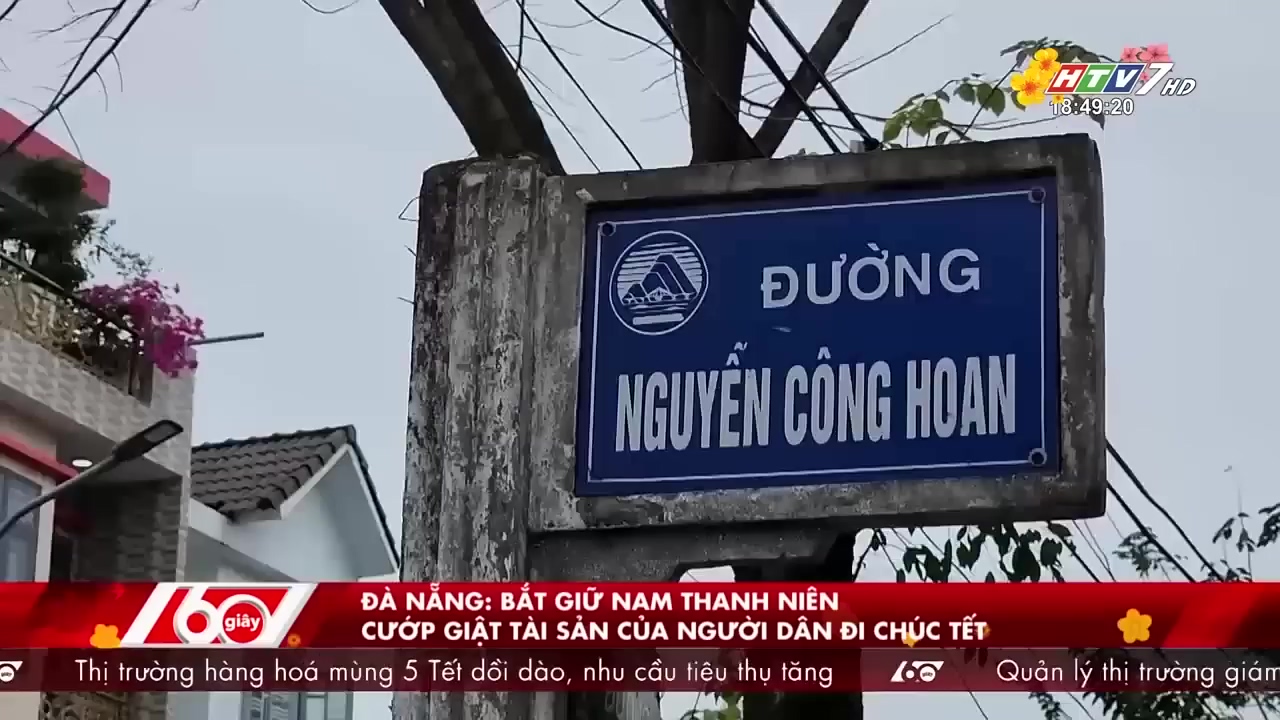 HTV7 HD
18:49:20
ĐƯỜNG
NGUYỄN CÔNG HOAN
60 giây
ĐÀ NẴNG: BẮT GIỮ NAM THANH NIÊN
CƯỚP GIẬT TÀI SẢN CỦA NGƯỜI DÂN ĐI CHÚC TẾT
Thị trường hàng hoá mùng 5 Tết dồi dào, nhu cầu tiêu thụ tăng 60 giây Quản lý thị trường giám